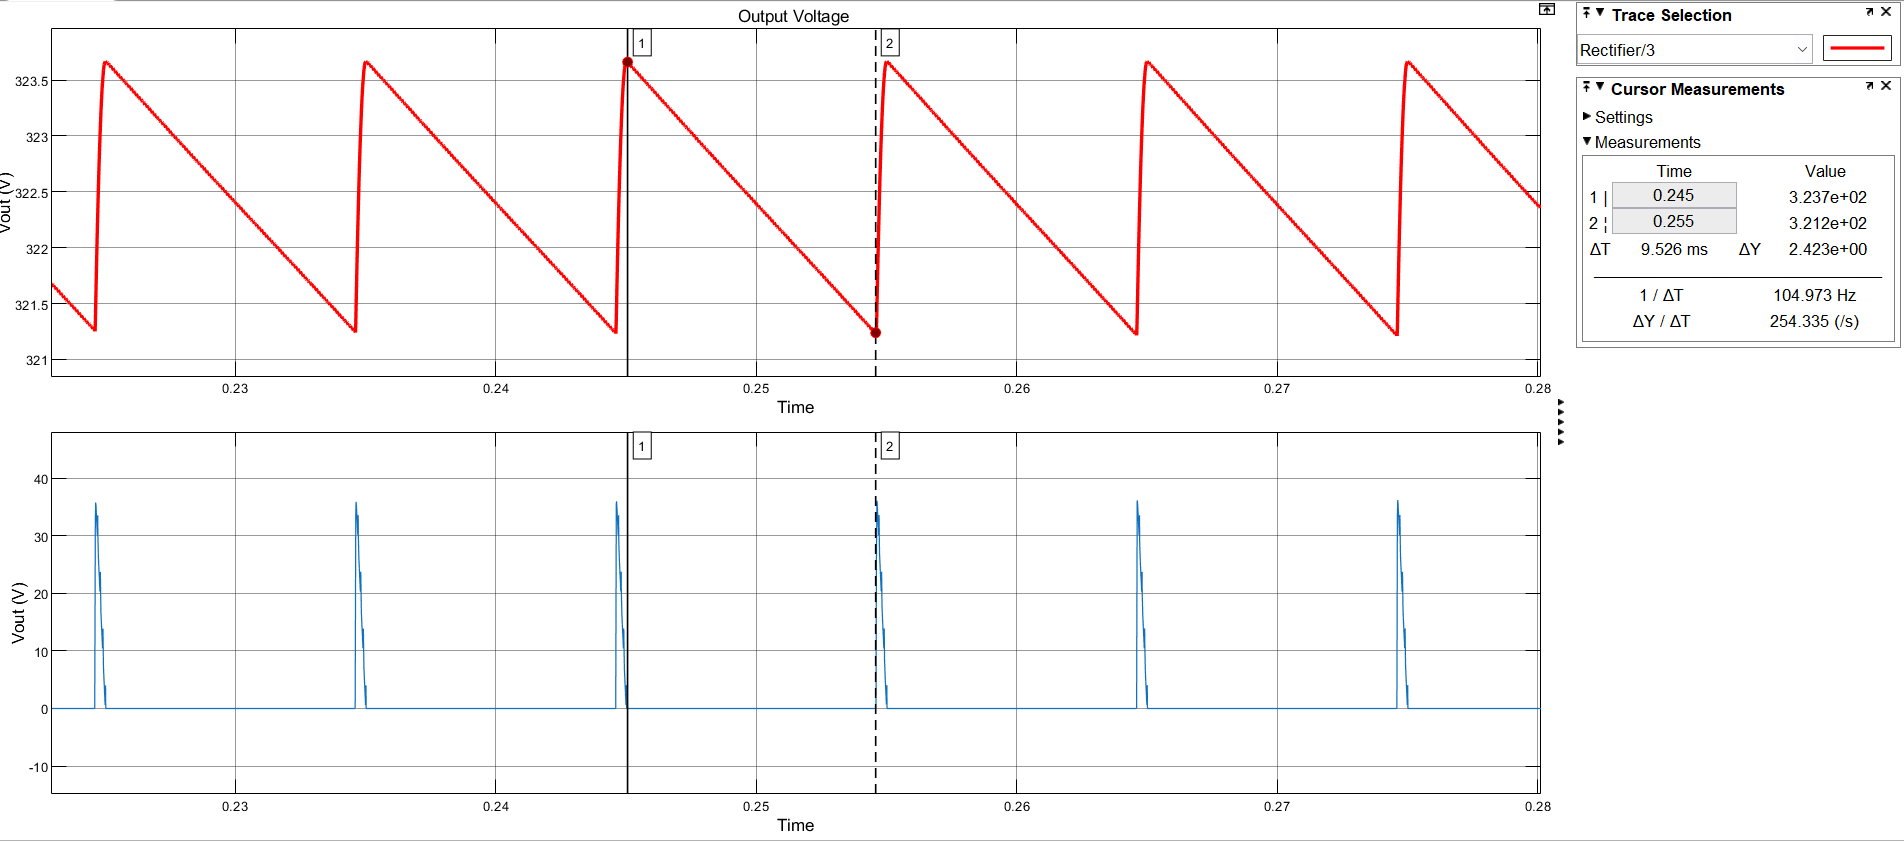 Output Voltage
1
2
323.5
323
322.5
322
321.5
321
Vout (V)
0.23
0.24
0.25
0.26
0.27
0.28
Time
1
2
40
30
20
10
0
-10
Vout (V)
0.23
0.24
0.25
0.26
0.27
0.28
Time
Trace Selection
Rectifier/3
Cursor Measurements
Settings
Measurements
Time Value
1 | 0.245 3.237e+02
2 ¦ 0.255 3.212e+02
ΔT 9.526 ms ΔY 2.423e+00
1 / ΔT 104.973 Hz
ΔY / ΔT 254.335 (/s)